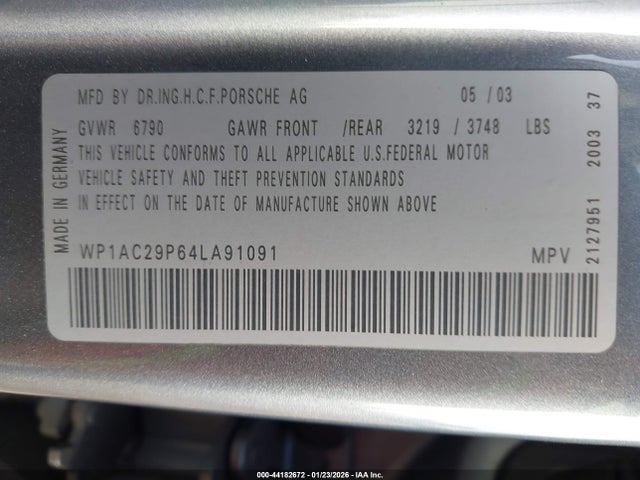 MFD BY DR.ING.H.C.F.PORSCHE AG 05 / 03
GVWR 6790 GAWR FRONT /REAR 3219 / 3748 LBS
THIS VEHICLE CONFORMS TO ALL APPLICABLE U.S.FEDERAL MOTOR
VEHICLE SAFETY AND THEFT PREVENTION STANDARDS
IN EFFECT ON THE DATE OF MANUFACTURE SHOWN ABOVE
WP1AC29P64LA91091 MPV
MADE IN GERMANY
2127951 2003 37
000-44182672 - 01/23/2026 - IAA Inc.